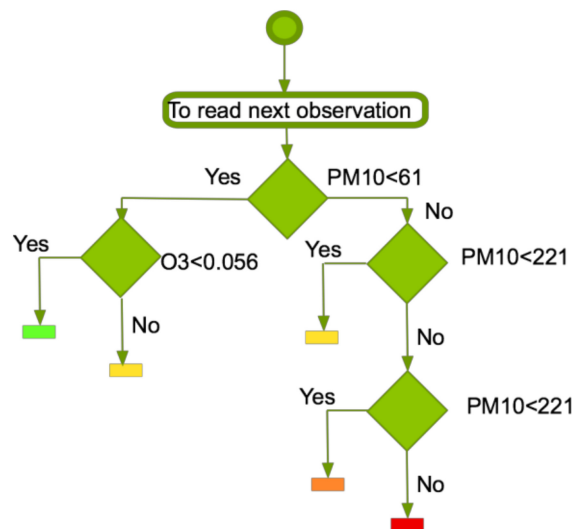 To read next observation
Yes
PM10<61
No
Yes
O3<0.056
No
Yes
PM10<221
No
Yes
PM10<221
No